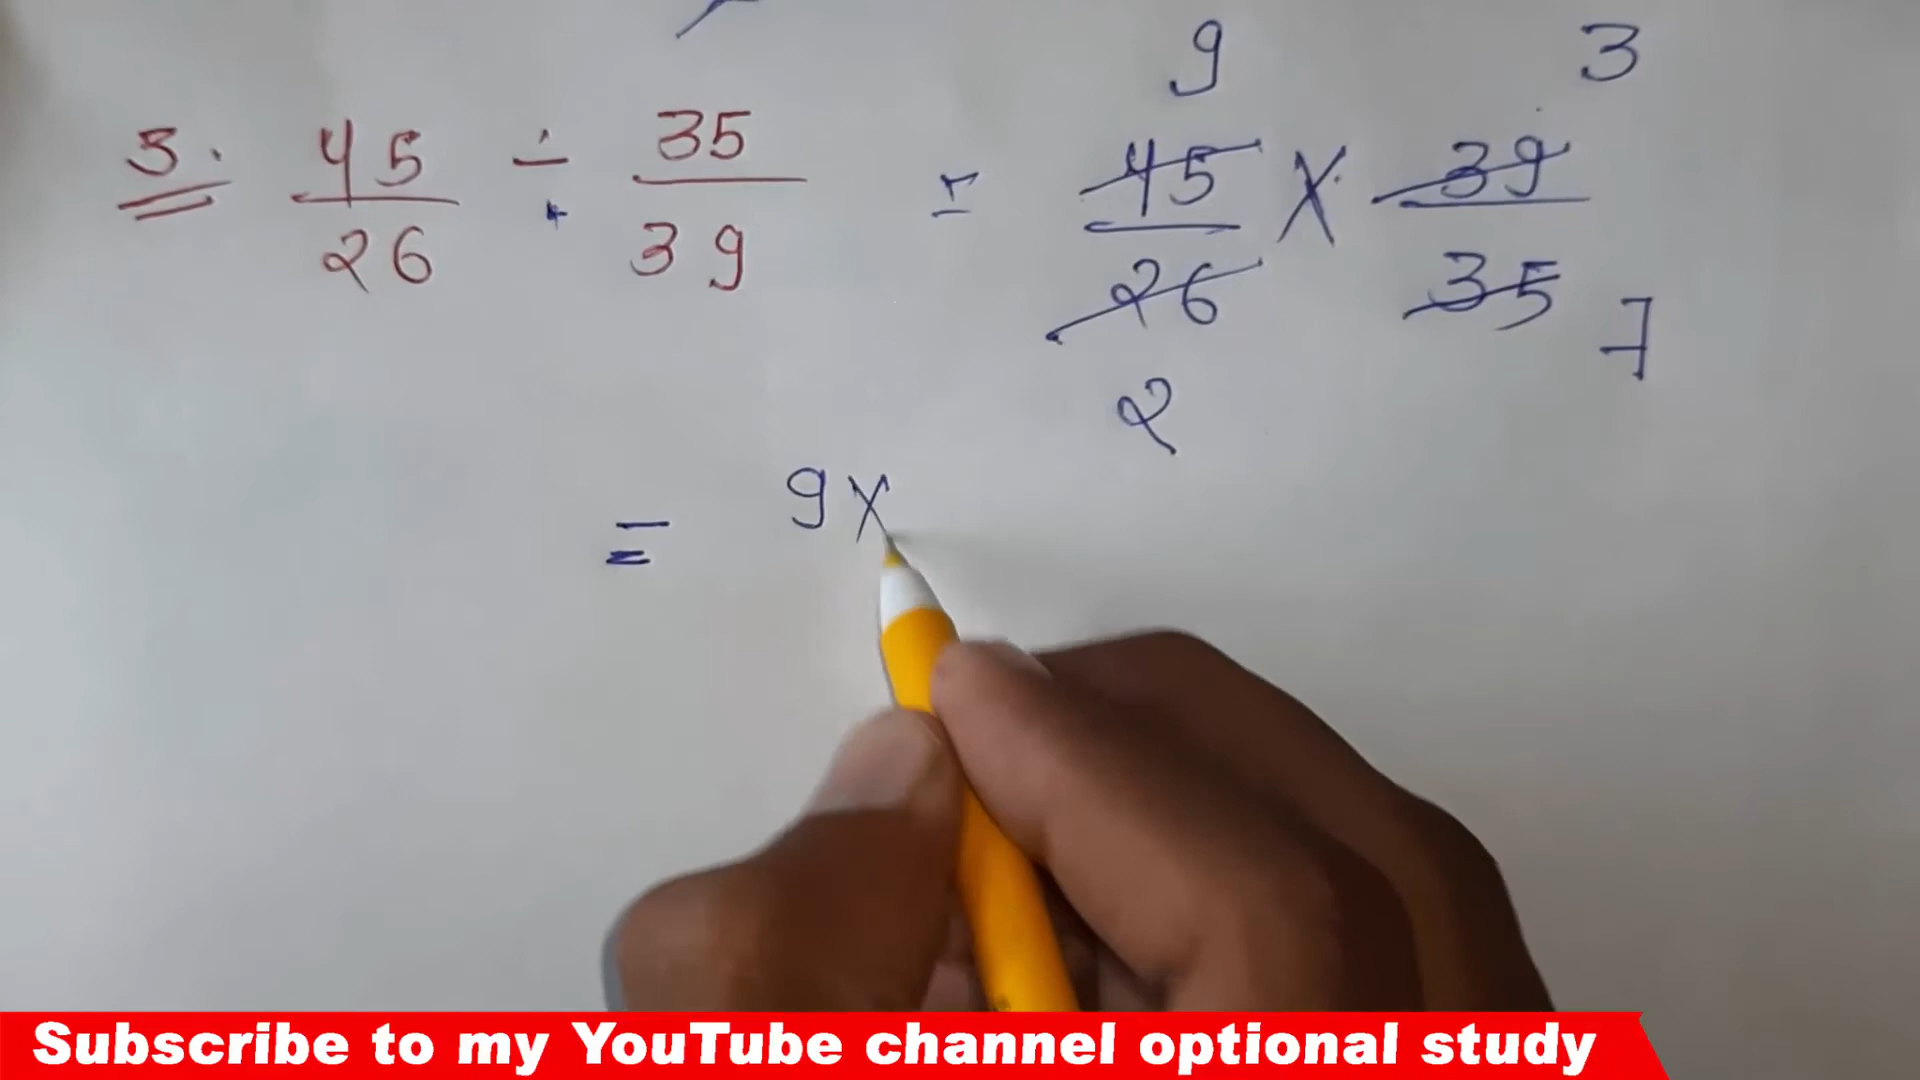 9 3
3. 45/26 ÷ 35/39 = 45/26 X 39/35
2 7
= 9X
Subscribe to my YouTube channel optional study